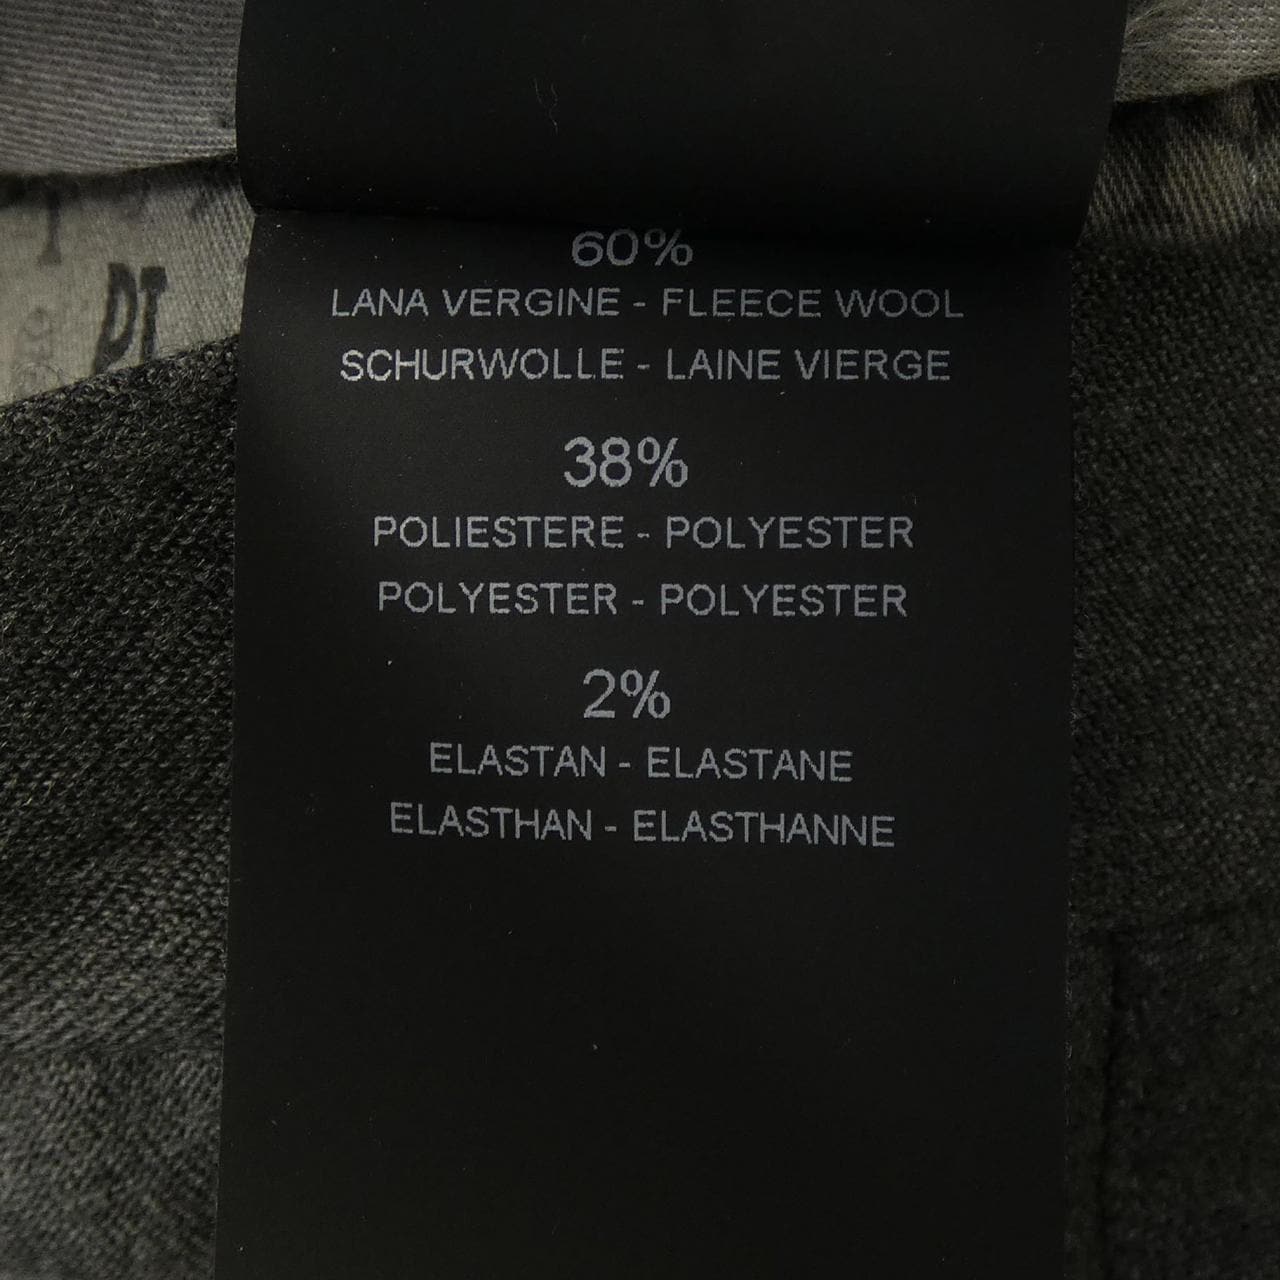 60%
LANA VERGINE - FLEECE WOOL
SCHURWOLLE - LAINE VIERGE
38%
POLIESTERE - POLYESTER
POLYESTER - POLYESTER
2%
ELASTAN - ELASTANE
ELASTHAN - ELASTHANNE